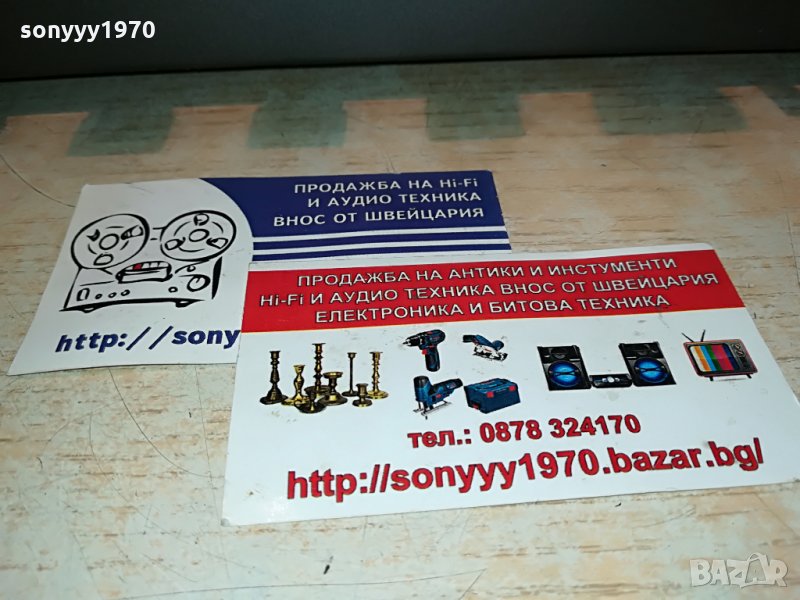 sonyyy1970
ПРОДАЖБА НА Hi-Fi
И АУДИО ТЕХНИКА
ВНОС ОТ ШВЕЙЦАРИЯ
http://sony
ПРОДАЖБА НА АНТИКИ И ИНСТУМЕНТИ
Hi-Fi И АУДИО ТЕХНИКА ВНОС ОТ ШВЕЙЦАРИЯ
ЕЛЕКТРОНИКА И БИТОВА ТЕХНИКА
тел.: 0878 324170
http://sonyyy1970.bazar.bg/
BAZAR